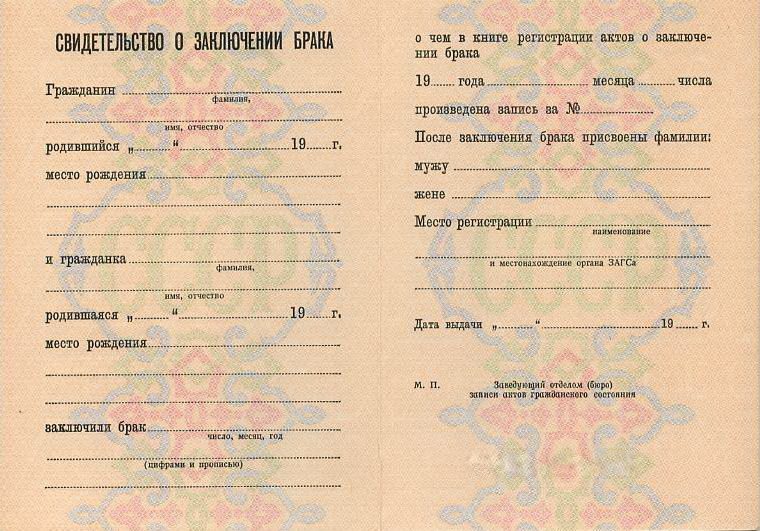 СВИДЕТЕЛЬСТВО О ЗАКЛЮЧЕНИИ БРАКА
Гражданин
фамилия,
имя, отчество
родившийся „ “ 19 г.
место рождения
и гражданка
фамилия,
имя, отчество
родившаяся „ “ 19 г.
место рождения
заключили брак
число, месяц, год
(цифрами и прописью)
о чем в книге регистрации актов о заключе-
нии брака
19 года месяца числа
произведена запись за №
После заключения брака присвоены фамилии:
мужу
жене
Место регистрации
наименование
и местонахождение органа ЗАГСа
Дата выдачи „ “ 19 г.
М. П. Заведующий отделом (бюро)
записи актов гражданского состояния
СССР
СССР